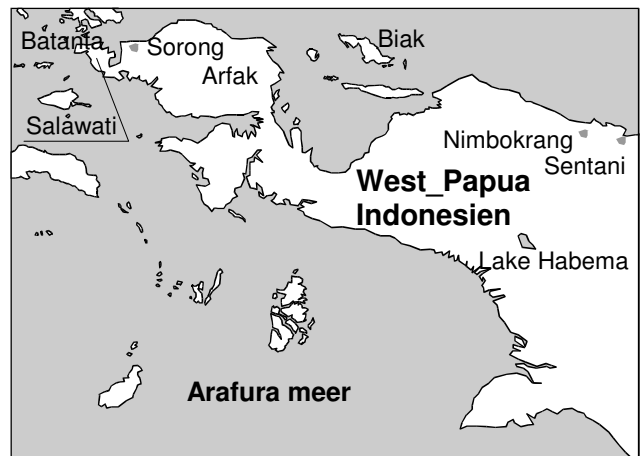 Batanta
Sorong
Biak
Arfak
Salawati
Nimbokrang
Sentani
West_Papua
Indonesien
Lake Habema
Arafura meer